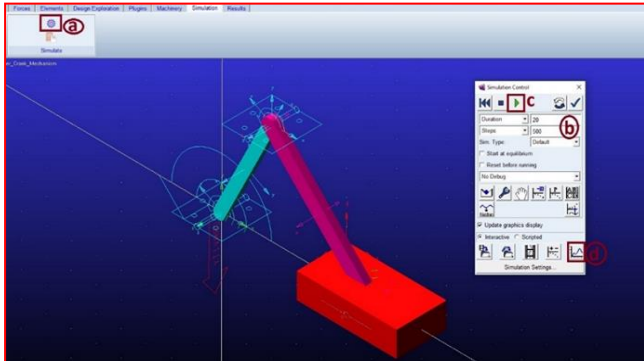 Forces Elements Design Exploration Plugins Machinery Simulation Results
a
Simulate
er_Crank_Mechanism
Simulation Control
c
Duration 20
b
Steps 500
Sim. Type: Default
Start at equilibrium
Reset before running
No Debug
Update graphics display
Interactive Scripted
d
Simulation Settings...